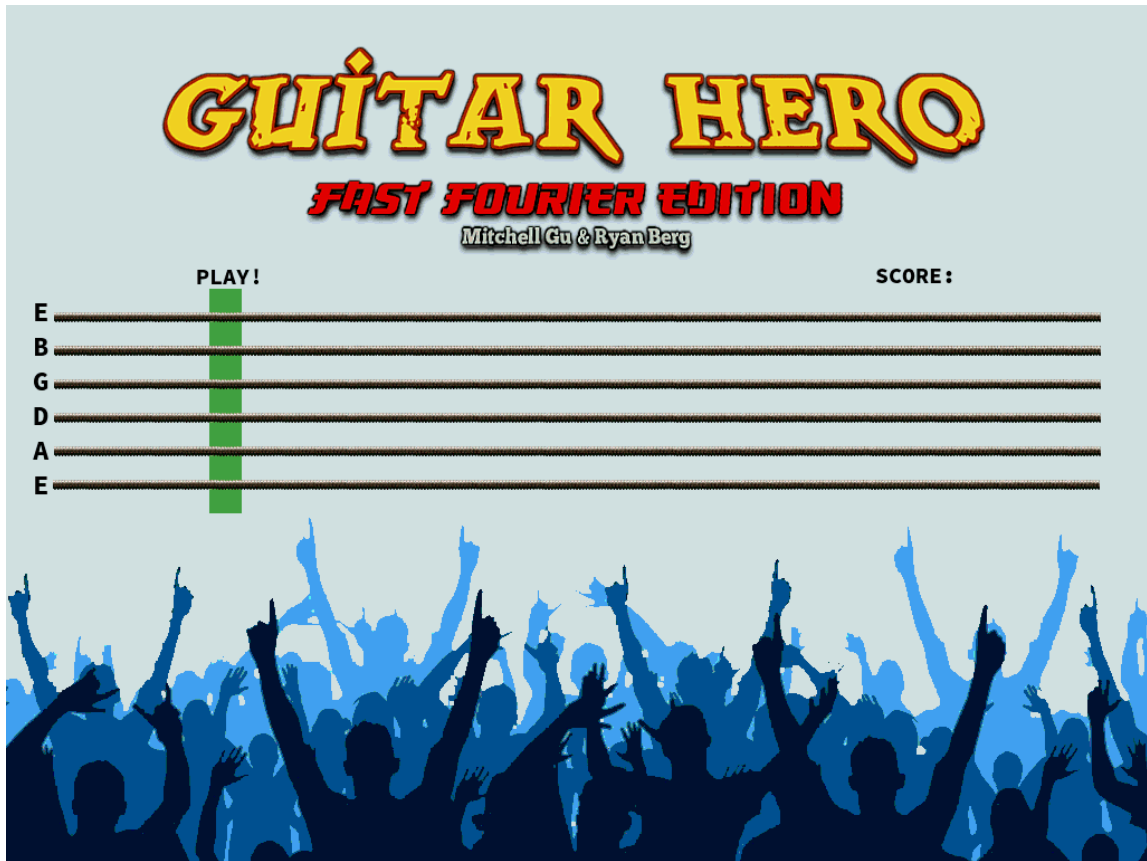 GUITAR HERO
FAST FOURIER EDITION
Mitchell Gu & Ryan Berg
PLAY! SCORE:
E
B
G
D
A
E